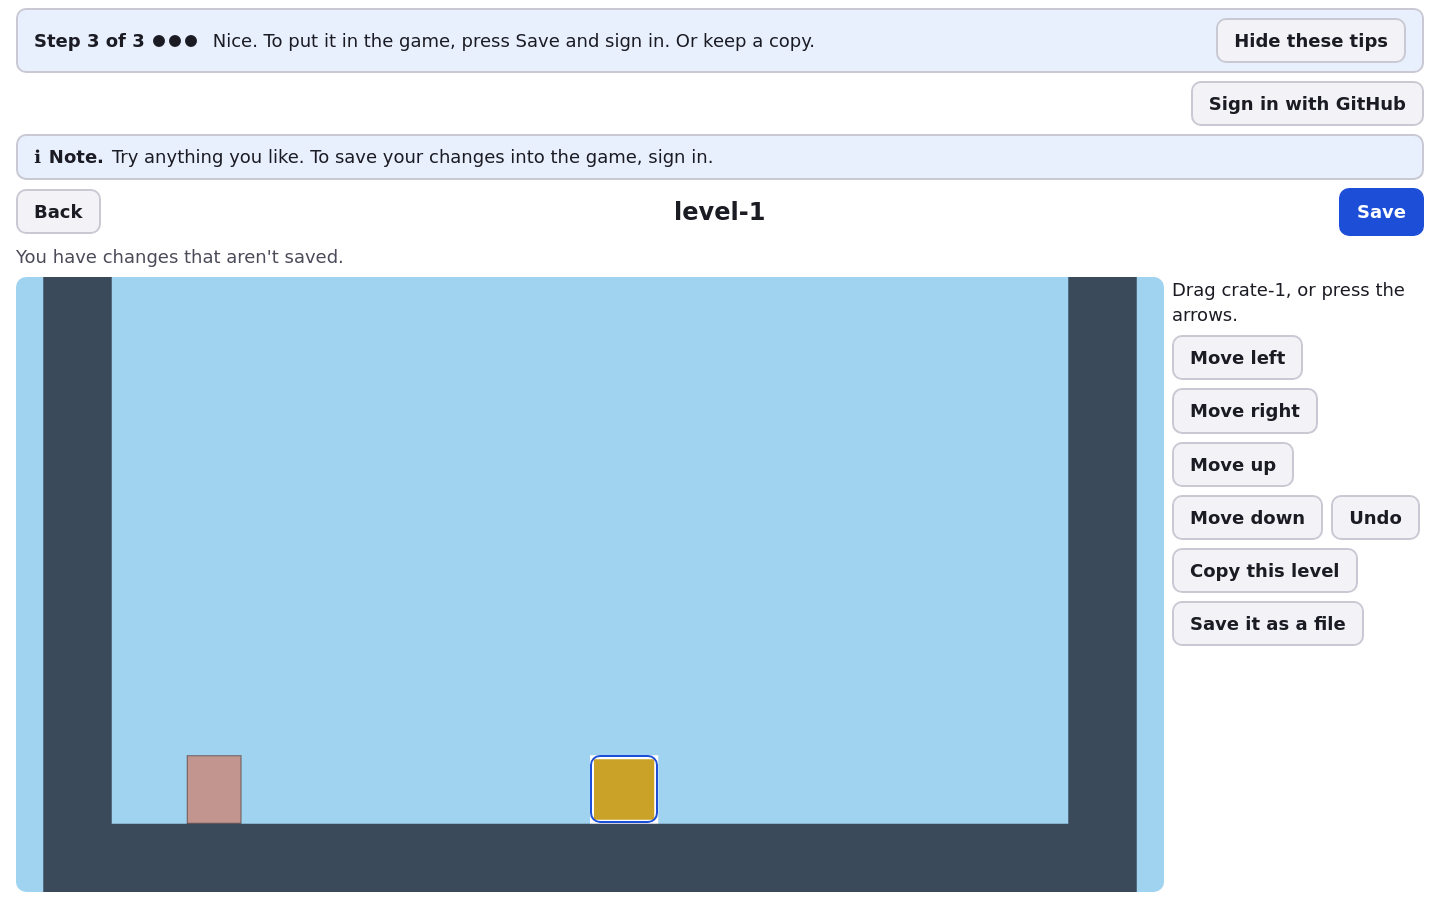 Step 3 of 3 ●●● Nice. To put it in the game, press Save and sign in. Or keep a copy.
Hide these tips
Sign in with GitHub
ℹ Note. Try anything you like. To save your changes into the game, sign in.
Back
level-1
Save
You have changes that aren't saved.
Drag crate-1, or press the
arrows.
Move left
Move right
Move up
Move down
Undo
Copy this level
Save it as a file